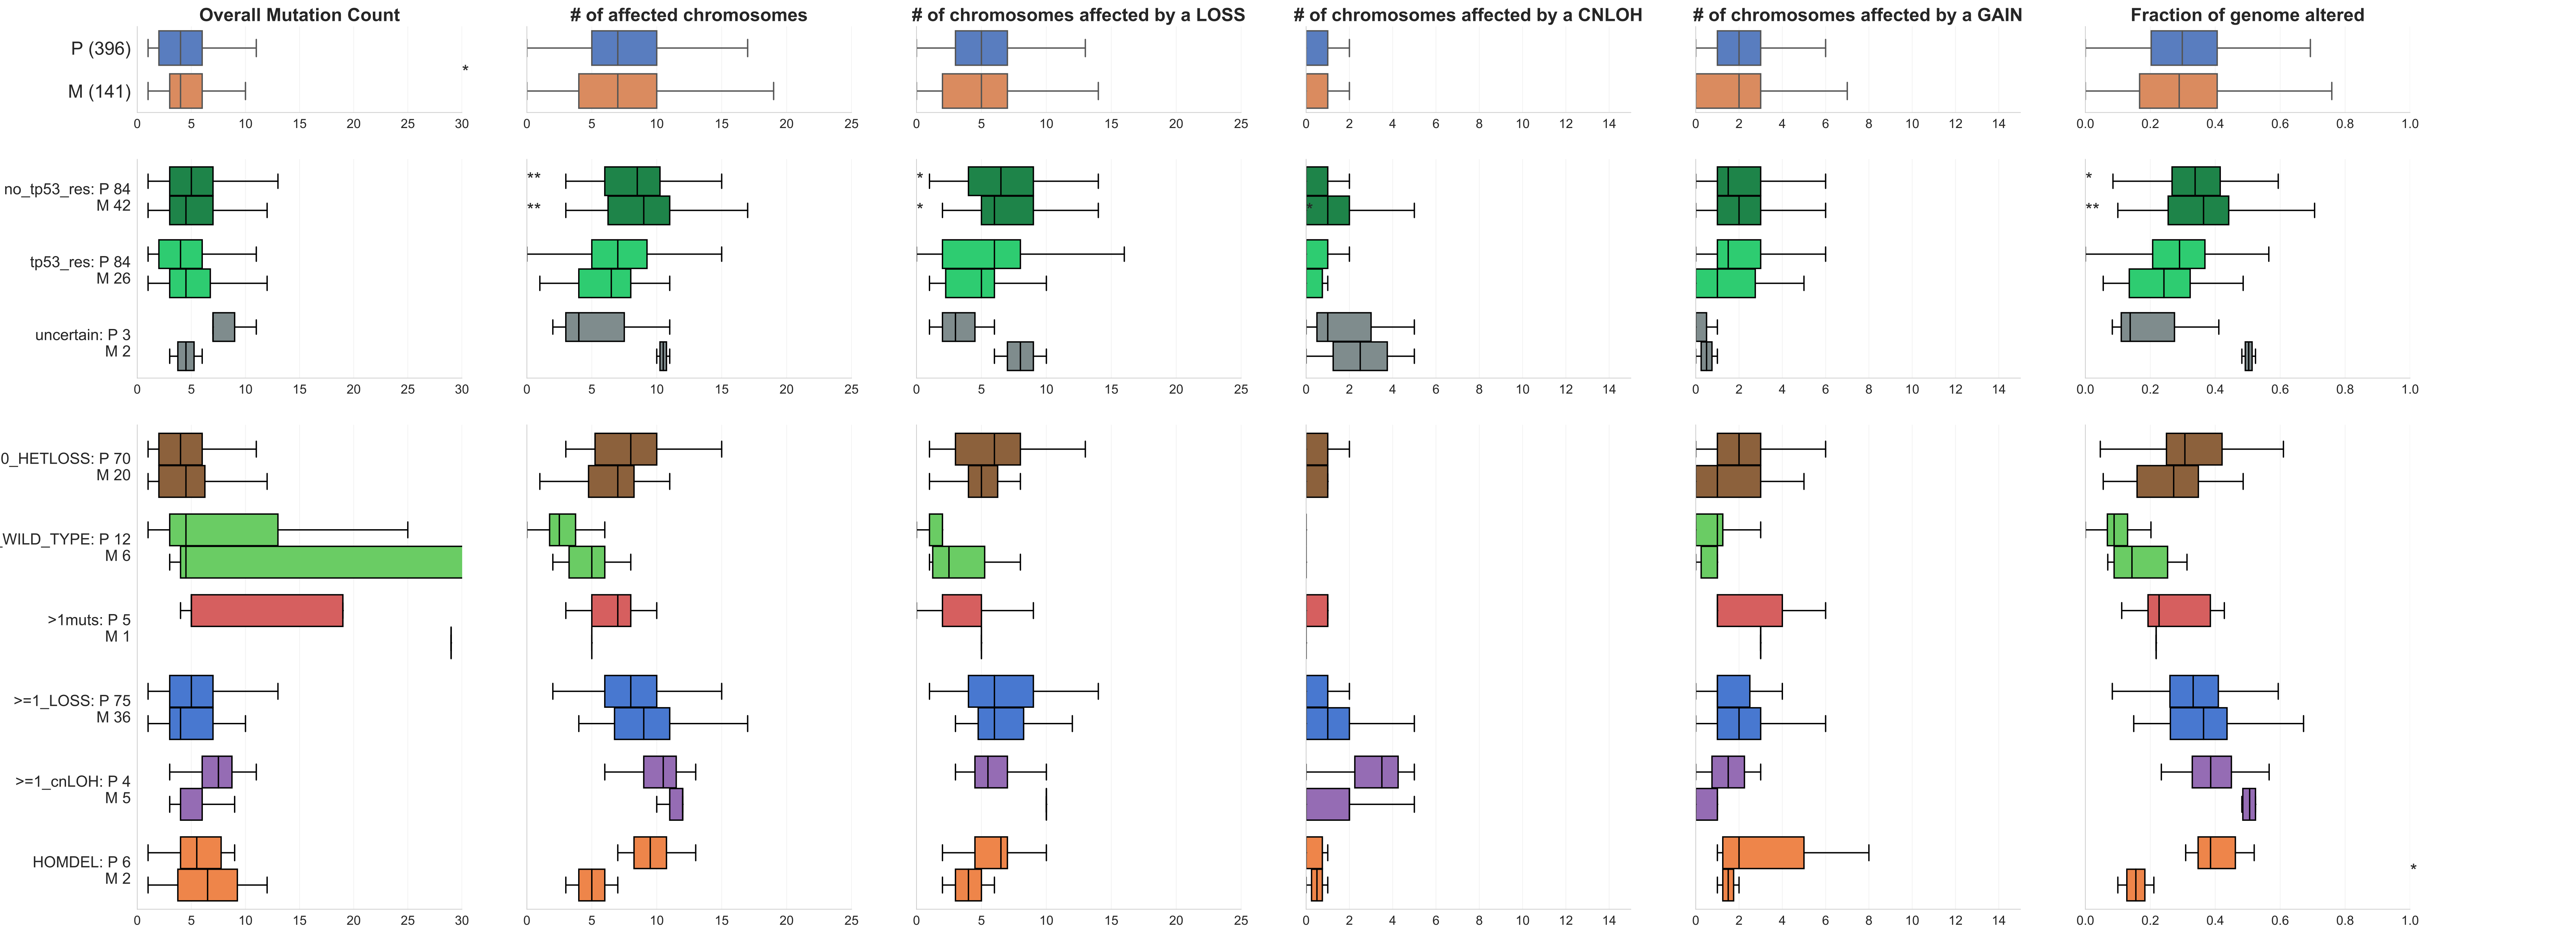 Overall Mutation Count
# of affected chromosomes
# of chromosomes affected by a LOSS
# of chromosomes affected by a CNLOH
# of chromosomes affected by a GAIN
Fraction of genome altered
P (396)
*
M (141)
0 5 10 15 20 25 30
0 5 10 15 20 25
0 5 10 15 20 25
0 2 4 6 8 10 12 14
0 2 4 6 8 10 12 14
0.0 0.2 0.4 0.6 0.8 1.0
no_tp53_res: P 84
M 42
** * *
** * * **
tp53_res: P 84
M 26
uncertain: P 3
M 2
0 5 10 15 20 25 30
0 5 10 15 20 25
0 5 10 15 20 25
0 2 4 6 8 10 12 14
0 2 4 6 8 10 12 14
0.0 0.2 0.4 0.6 0.8 1.0
0_HETLOSS: P 70
M 20
_WILD_TYPE: P 12
M 6
>1muts: P 5
M 1
>=1_LOSS: P 75
M 36
>=1_cnLOH: P 4
M 5
HOMDEL: P 6
M 2
*
0 5 10 15 20 25 30
0 5 10 15 20 25
0 5 10 15 20 25
0 2 4 6 8 10 12 14
0 2 4 6 8 10 12 14
0.0 0.2 0.4 0.6 0.8 1.0